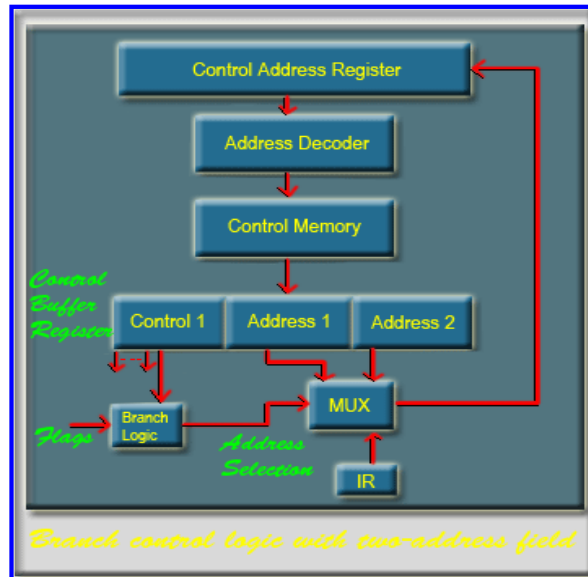 Control Address Register
Address Decoder
Control Memory
Control
Buffer
Register
Control 1
Address 1
Address 2
Flags
Branch
Logic
Address
Selection
MUX
IR
Branch control logic with two-address field